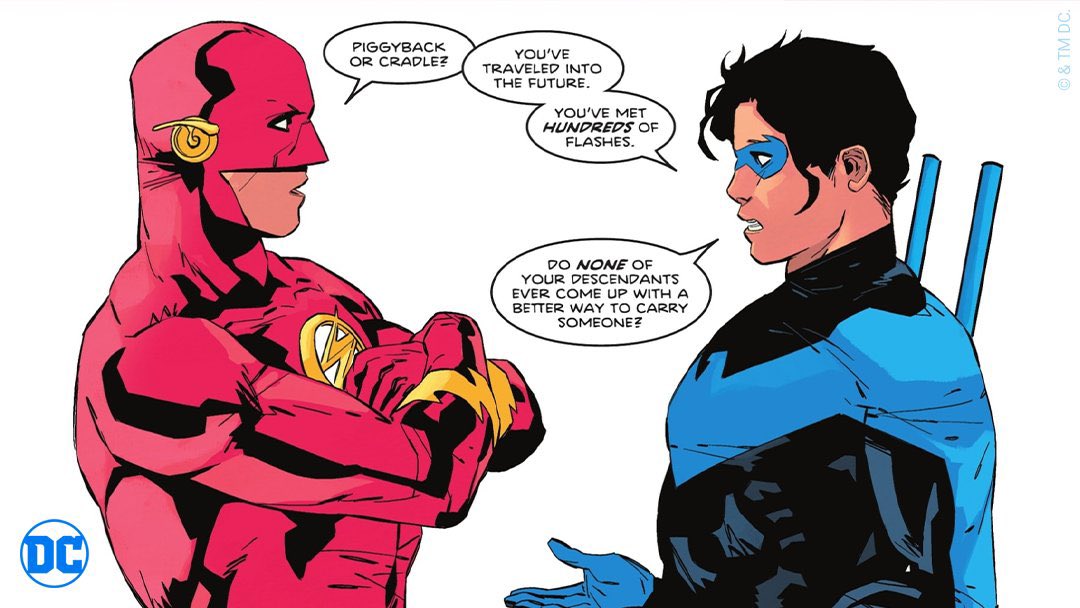 PIGGYBACK
OR CRADLE?
YOU'VE
TRAVELED INTO
THE FUTURE.
YOU'VE MET
HUNDREDS OF
FLASHES.
DO NONE OF
YOUR DESCENDANTS
EVER COME UP WITH A
BETTER WAY TO CARRY
SOMEONE?
DC
© & TM DC.